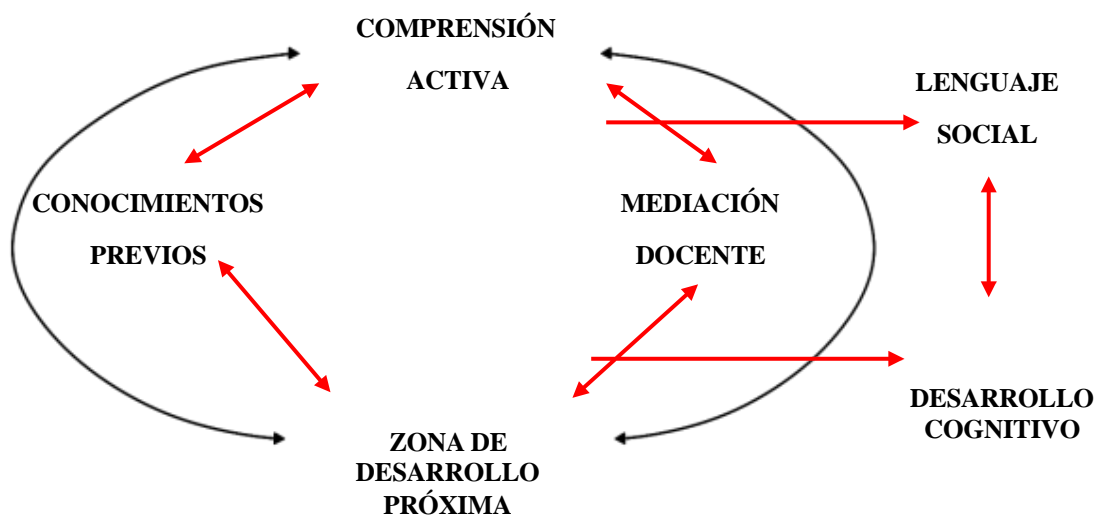 COMPRENSIÓN
ACTIVA
LENGUAJE
SOCIAL
CONOCIMIENTOS
PREVIOS
MEDIACIÓN
DOCENTE
DESARROLLO
COGNITIVO
ZONA DE
DESARROLLO
PRÓXIMA